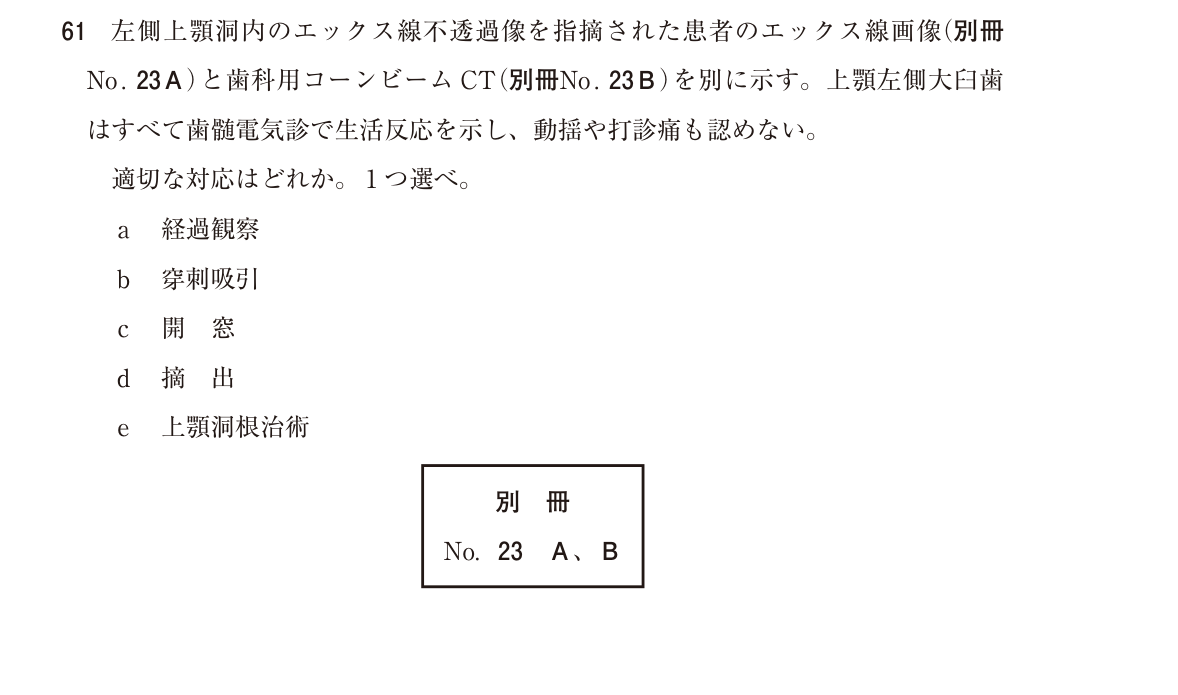 61 左側上顎洞内のエックス線不透過像を指摘された患者のエックス線画像(別冊
No. 23 A)と歯科用コーンビーム CT(別冊No. 23 B)を別に示す。上顎左側大臼歯
はすべて歯髄電気診で生活反応を示し、動揺や打診痛も認めない。
適切な対応はどれか。1つ選べ。
a 経過観察
b 穿刺吸引
c 開 窓
d 摘 出
e 上顎洞根治術
別 冊
No. 23 A、B